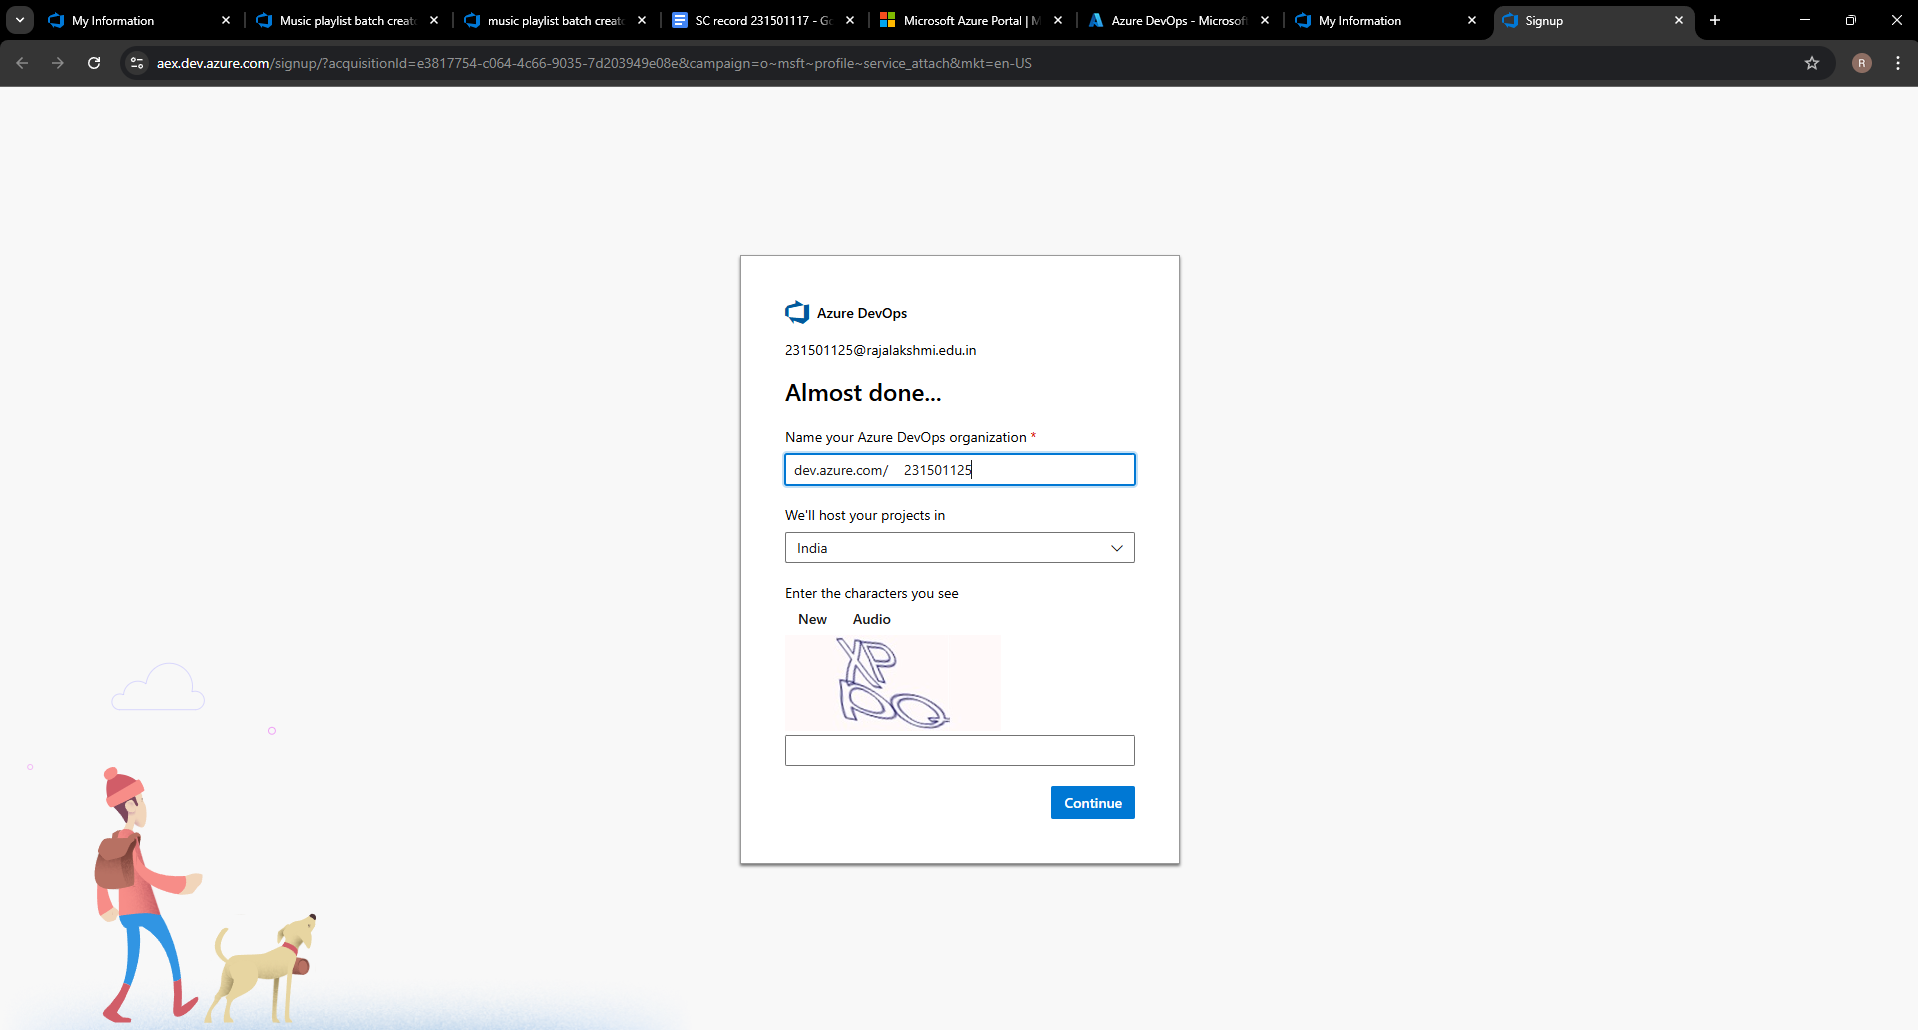 My Information
Music playlist batch creat
music playlist batch creat
SC record 231501117 - Go
Microsoft Azure Portal | M
Azure DevOps - Microsof
My Information
Signup
aex.dev.azure.com/signup/?acquisitionId=e3817754-c064-4c66-9035-7d203949e08e&campaign=o~msft~profile~service_attach&mkt=en-US
R
Azure DevOps
231501125@rajalakshmi.edu.in
Almost done...
Name your Azure DevOps organization *
dev.azure.com/ 231501125
We'll host your projects in
India
Enter the characters you see
New Audio
Continue